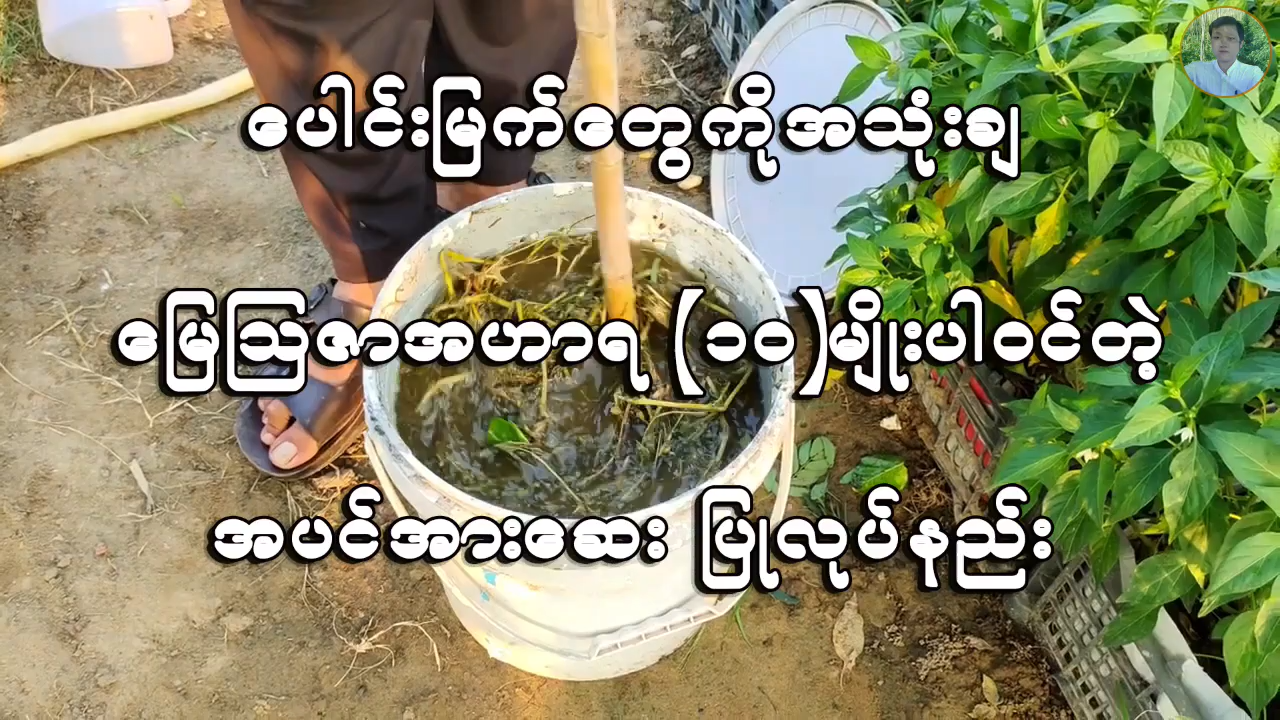 ပေါင်းမြက်တွေကိုအသုံးချ
မြေဩဇာအာဟာရ (၁၀)မျိုးပါဝင်တဲ့
အပင်အားဆေး ပြုလုပ်နည်း